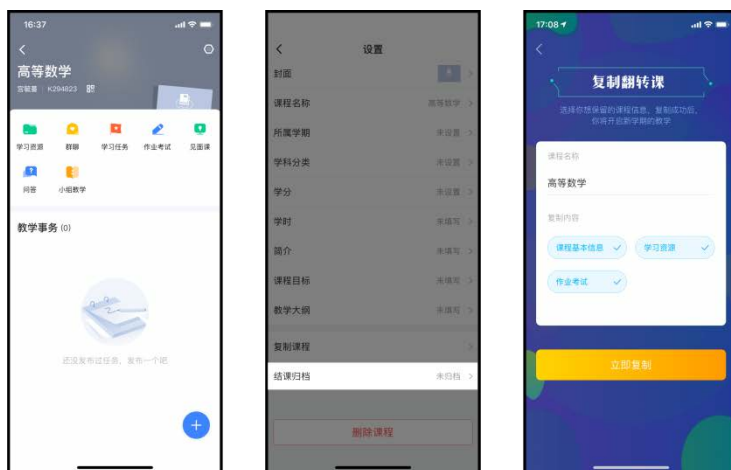 16:37
高等数学
K294823
学习资源
群聊
学习任务
作业考试
见面课
问答
小组教学
教学事务 (0)
还没发布过任务，发布一个吧
设置
封面
课程名称 高等数学
所属学期 未设置
学科分类 未设置
学分 未设置
学时 未填写
简介 未填写
课程目标 未填写
教学大纲 未填写
复制课程
结课归档 未归档
删除课程
17:08
复制翻转课
选择你想保留的课程信息，复制成功后，
你将开启新学期的教学
课程名称
高等数学
复制内容
课程基本信息
学习资源
作业考试
立即复制